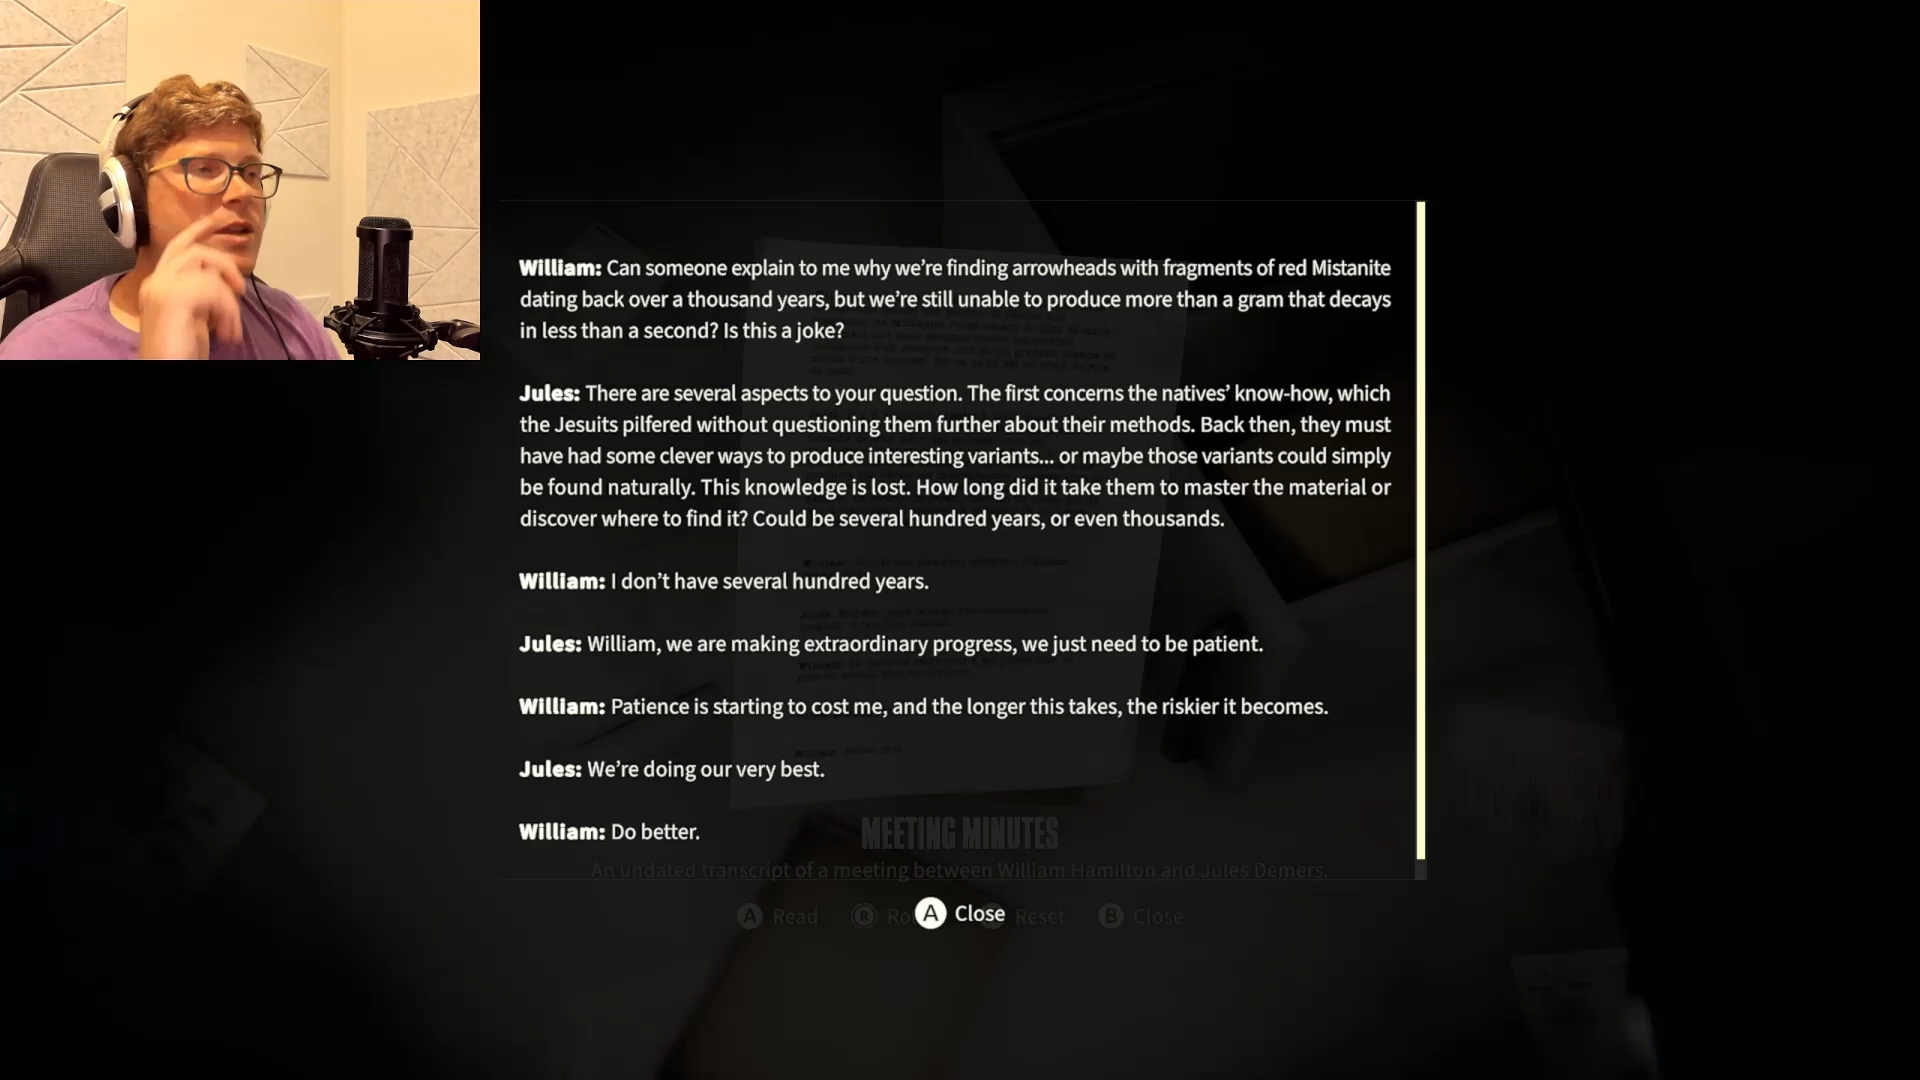 William: Can someone explain to me why we’re finding arrowheads with fragments of red Mistanite
dating back over a thousand years, but we’re still unable to produce more than a gram that decays
in less than a second? Is this a joke?
Jules: There are several aspects to your question. The first concerns the natives’ know-how, which
the Jesuits pilfered without questioning them further about their methods. Back then, they must
have had some clever ways to produce interesting variants... or maybe those variants could simply
be found naturally. This knowledge is lost. How long did it take them to master the material or
discover where to find it? Could be several hundred years, or even thousands.
William: I don’t have several hundred years.
Jules: William, we are making extraordinary progress, we just need to be patient.
William: Patience is starting to cost me, and the longer this takes, the riskier it becomes.
Jules: We’re doing our very best.
William: Do better.
MEETING MINUTES
An undated transcript of a meeting between William Hamilton and Jules Demers.
A Read R A Close Reset B Close